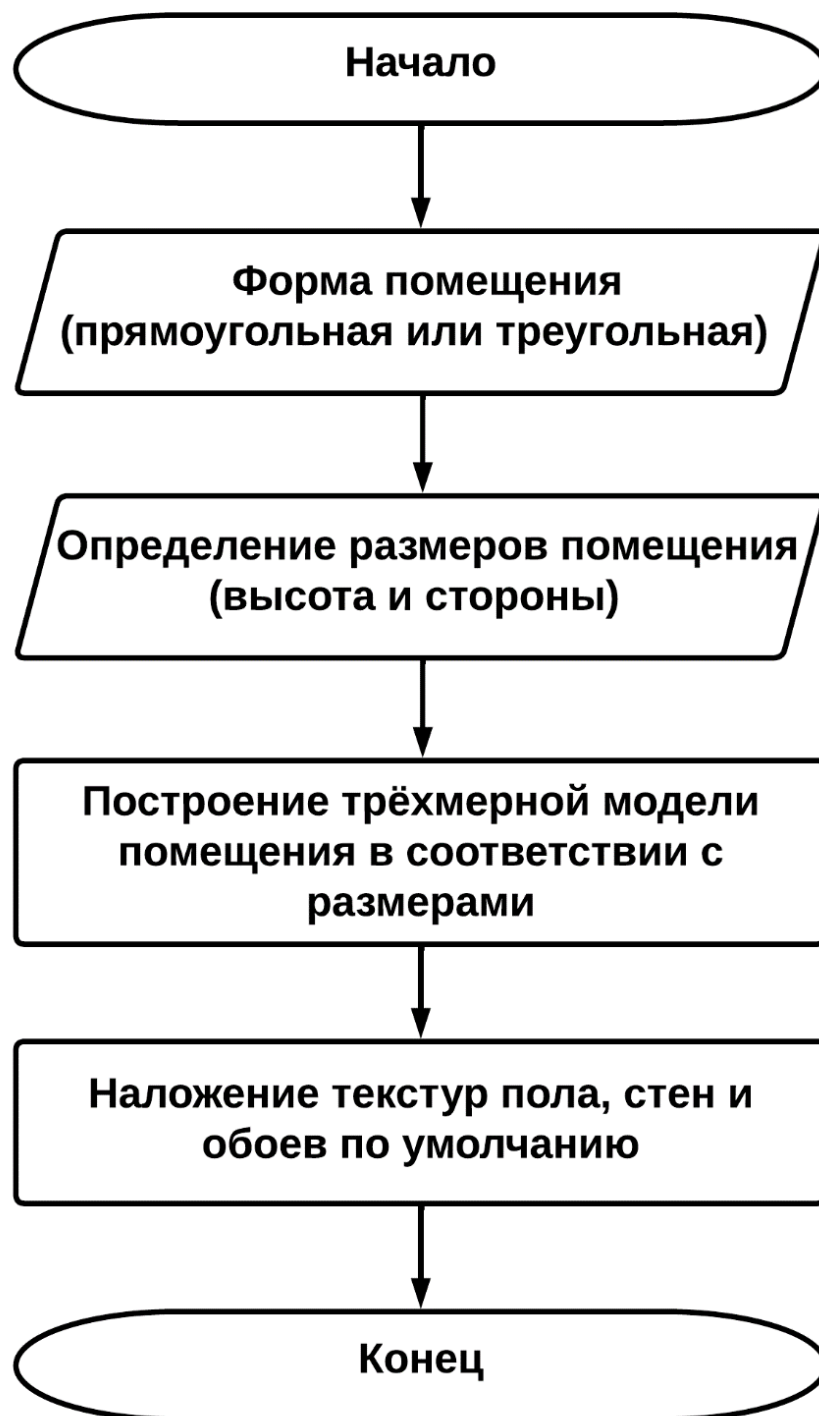 Начало
Форма помещения
(прямоугольная или треугольная)
Определение размеров помещения
(высота и стороны)
Построение трёхмерной модели
помещения в соответствии с
размерами
Наложение текстур пола, стен и
обоев по умолчанию
Конец